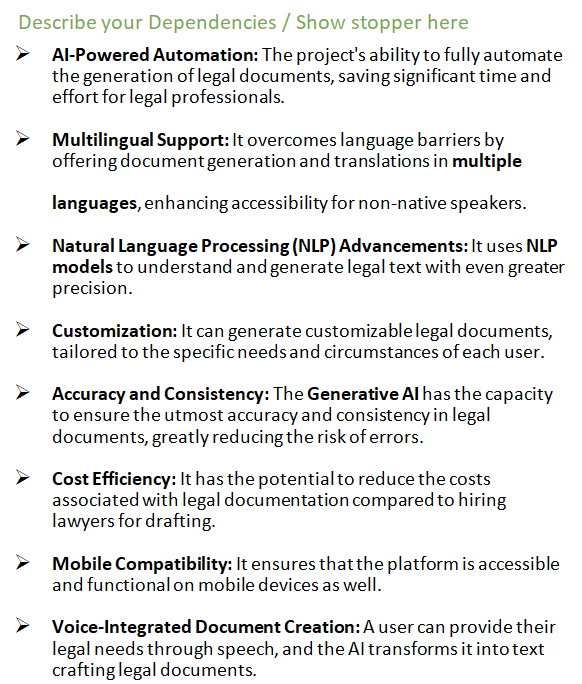 Describe your Dependencies / Show stopper here
➢ AI-Powered Automation: The project's ability to fully automate
the generation of legal documents, saving significant time and
effort for legal professionals.
➢ Multilingual Support: It overcomes language barriers by
offering document generation and translations in multiple
languages, enhancing accessibility for non-native speakers.
➢ Natural Language Processing (NLP) Advancements: It uses NLP
models to understand and generate legal text with even greater
precision.
➢ Customization: It can generate customizable legal documents,
tailored to the specific needs and circumstances of each user.
➢ Accuracy and Consistency: The Generative AI has the capacity
to ensure the utmost accuracy and consistency in legal
documents, greatly reducing the risk of errors.
➢ Cost Efficiency: It has the potential to reduce the costs
associated with legal documentation compared to hiring
lawyers for drafting.
➢ Mobile Compatibility: It ensures that the platform is accessible
and functional on mobile devices as well.
➢ Voice-Integrated Document Creation: A user can provide their
legal needs through speech, and the AI transforms it into text
crafting legal documents.